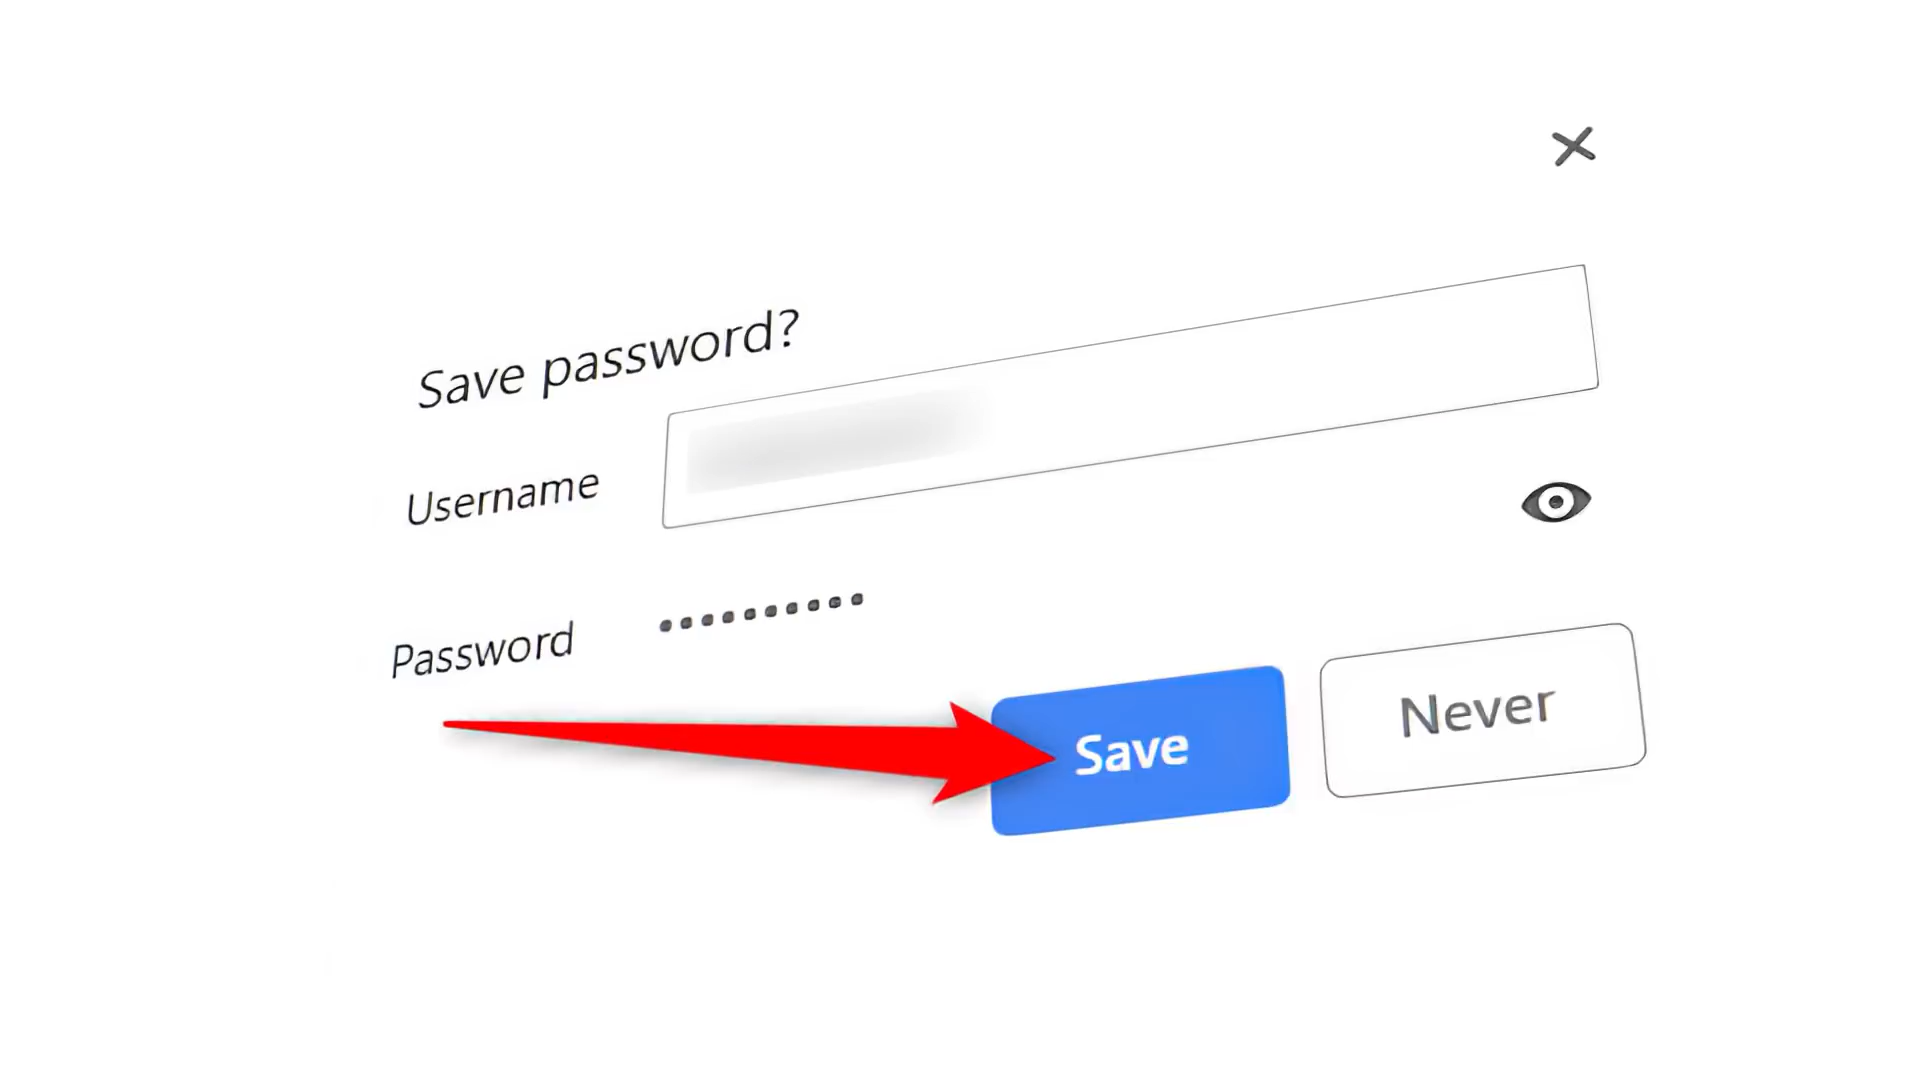 Save password?
Username
Password ••••••••••
Save Never